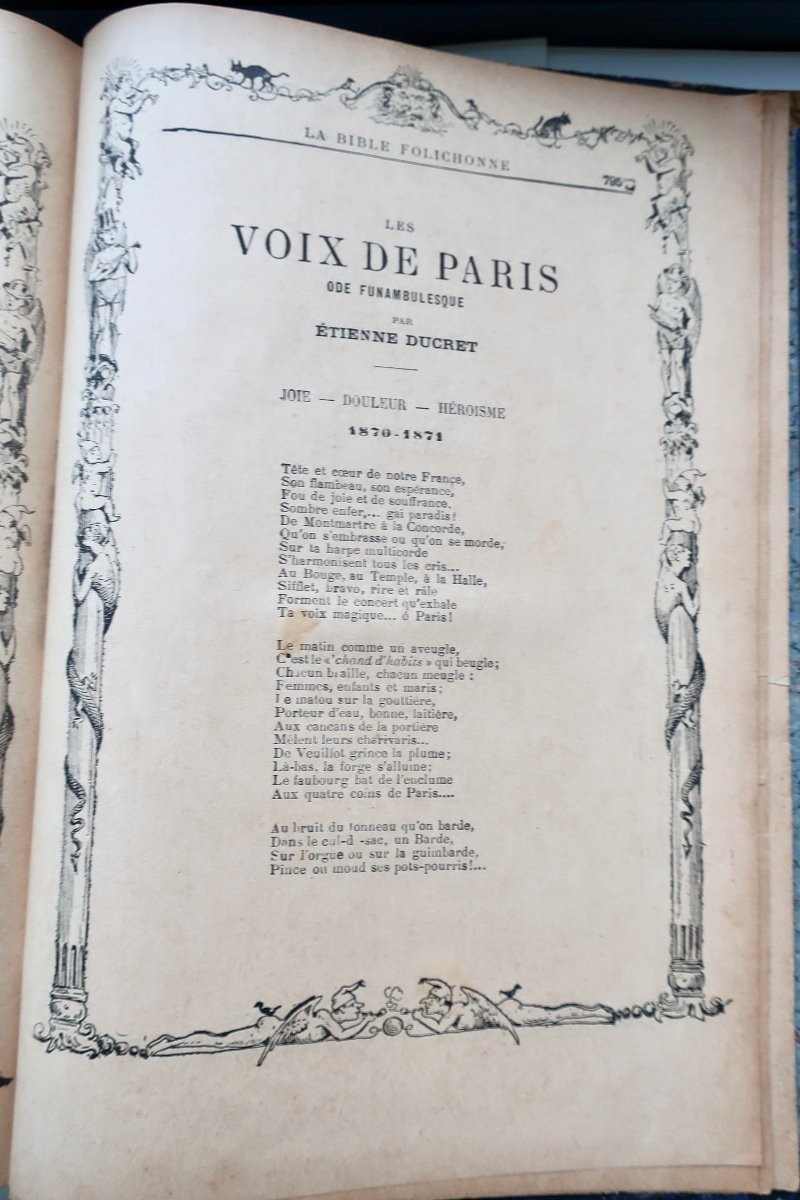 LA BIBLE FOLICHONNE
LES
VOIX DE PARIS
ODE FUNAMBULESQUE
PAR
ÉTIENNE DUCRET
JOIE — DOULEUR — HÉROISME
1870-1871
Tête et cœur de notre France,
Son flambeau, son espérance,
Fou de joie et de souffrance,
Sombre enfer,... gai paradis!
De Montmartre à la Concorde,
Qu'on s'embrasse ou qu'on se morde,
Sur ta harpe multicorde
S'harmonisent tous les cris...
Au Bouge, au Temple, à la Halle,
Sifflet, bravo, rire et râle
Forment le concert qu'exhale
Ta voix magique... ô Paris!
Le matin comme un aveugle,
C'est le «'chand d'habits» qui beugle;
Chacun braille, chacun meugle :
Femmes, enfants et maris;
Le matou sur la gouttière,
Porteur d'eau, bonne, laitière,
Aux cancans de la portière
Mêlent leurs charivaris...
De Veuillot grince la plume;
Là-bas, la forge s'allume;
Le faubourg bat de l'enclume
Aux quatre coins de Paris....
Au bruit du tonneau qu'on barde,
Dans le cul-d -sac, un Barde,
Sur l'orgue ou sur la guimbarde,
Pince ou moud ses pots-pourris!...